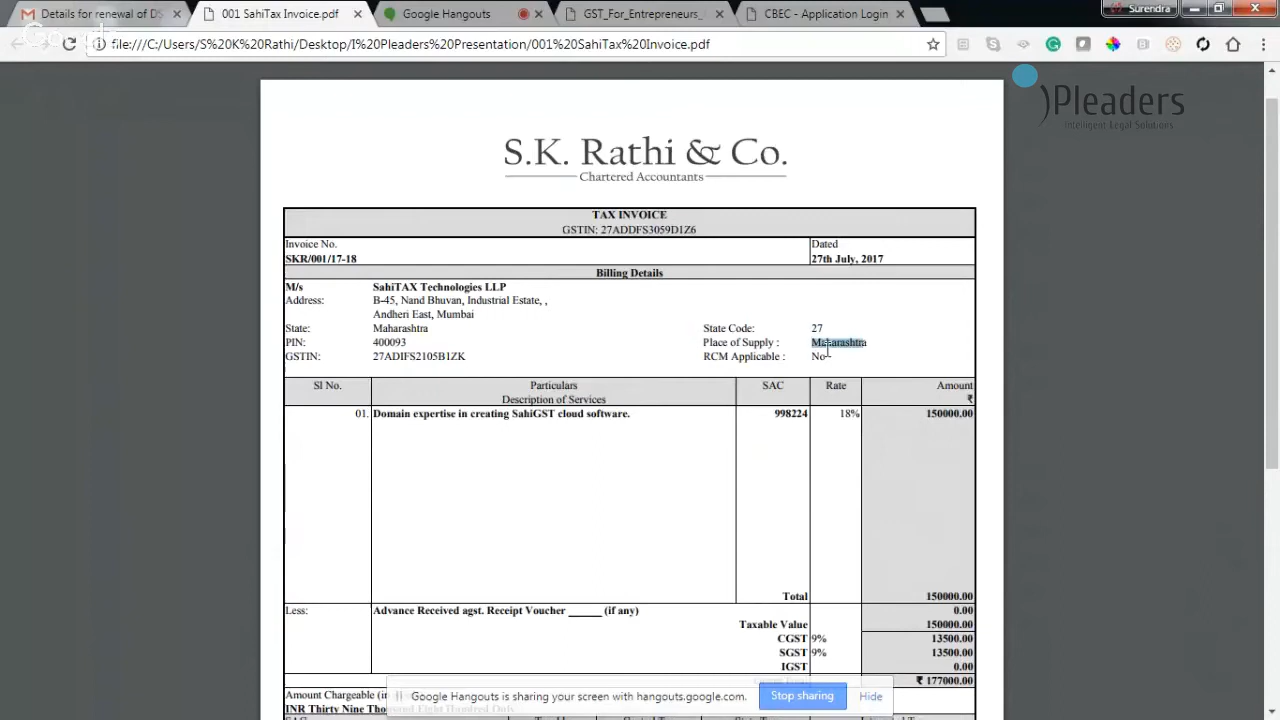 Details for renewal of DS
001 SahiTax Invoice.pdf
Google Hangouts
GST_For_Entrepreneurs_
CBEC - Application Login
Surendra
file:///C:/Users/S%20K%20Rathi/Desktop/I%20Pleaders%20Presentation/001%20SahiTax%20Invoice.pdf
Pleaders
Intelligent Legal Solutions
S.K. Rathi & Co.
Chartered Accountants
TAX INVOICE
GSTIN: 27ADDFS3059D1Z6
Invoice No. Dated
SKR/001/17-18 27th July, 2017
Billing Details
M/s SahiTAX Technologies LLP
Address: B-45, Nand Bhuvan, Industrial Estate, ,
Andheri East, Mumbai
State: Maharashtra State Code: 27
PIN: 400093 Place of Supply : Maharashtra
GSTIN: 27ADIFS2105B1ZK RCM Applicable : No
Sl No. Particulars SAC Rate Amount
Description of Services ₹
01. Domain expertise in creating SahiGST cloud software. 998224 18% 150000.00
Total 150000.00
Less: Advance Received agst. Receipt Voucher ______ (if any) 0.00
Taxable Value 150000.00
CGST 9% 13500.00
SGST 9% 13500.00
IGST 0.00
₹ 177000.00
Amount Chargeable (in
Google Hangouts is sharing your screen with hangouts.google.com. Stop sharing Hide
INR Thirty Nine Thousand Eight Hundred Only